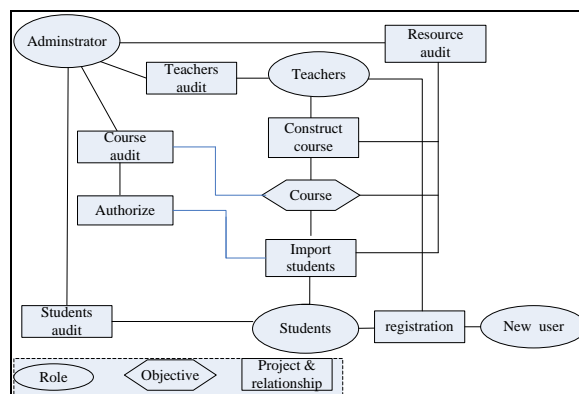 Adminstrator
Resource
audit
Teachers
audit
Teachers
Construct
course
Course
audit
Course
Authorize
Import
students
Students
audit
Students
registration
New user
Role
Objective
Project &
relationship